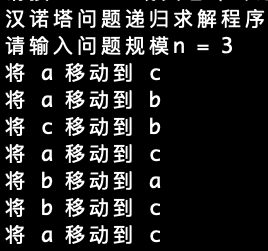 汉诺塔问题递归求解程序
请输入问题规模n = 3
将 a 移动到 c
将 a 移动到 b
将 c 移动到 b
将 a 移动到 c
将 b 移动到 a
将 b 移动到 c
将 a 移动到 c